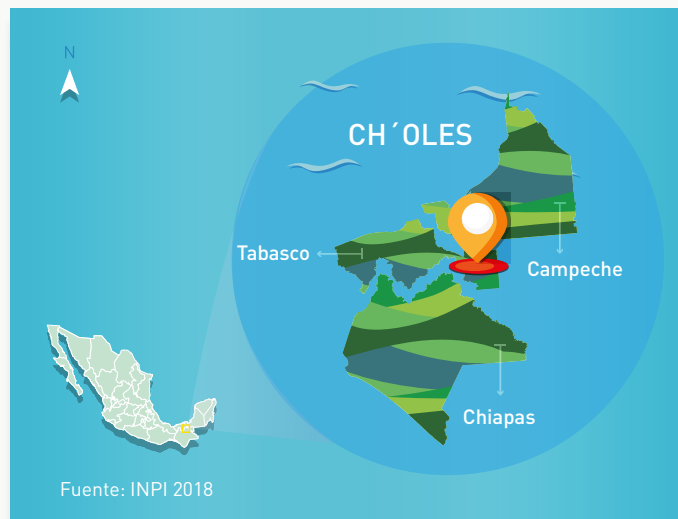 N
CH´OLES
Tabasco
Campeche
Chiapas
Fuente: INPI 2018